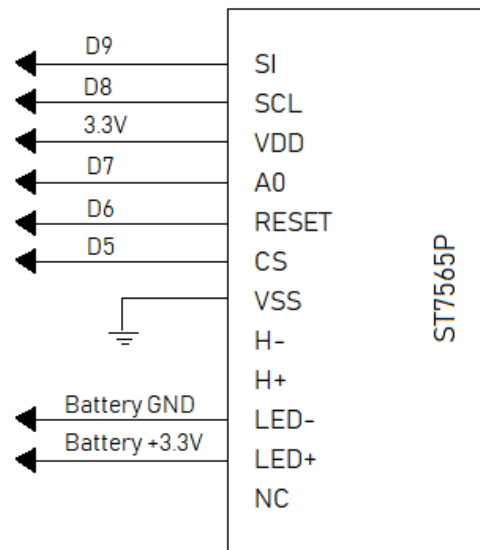 D9
SI
D8
SCL
3.3V
VDD
D7
A0
D6
RESET
D5
CS
VSS
H-
H+
Battery GND
LED-
Battery +3.3V
LED+
NC
ST7565P